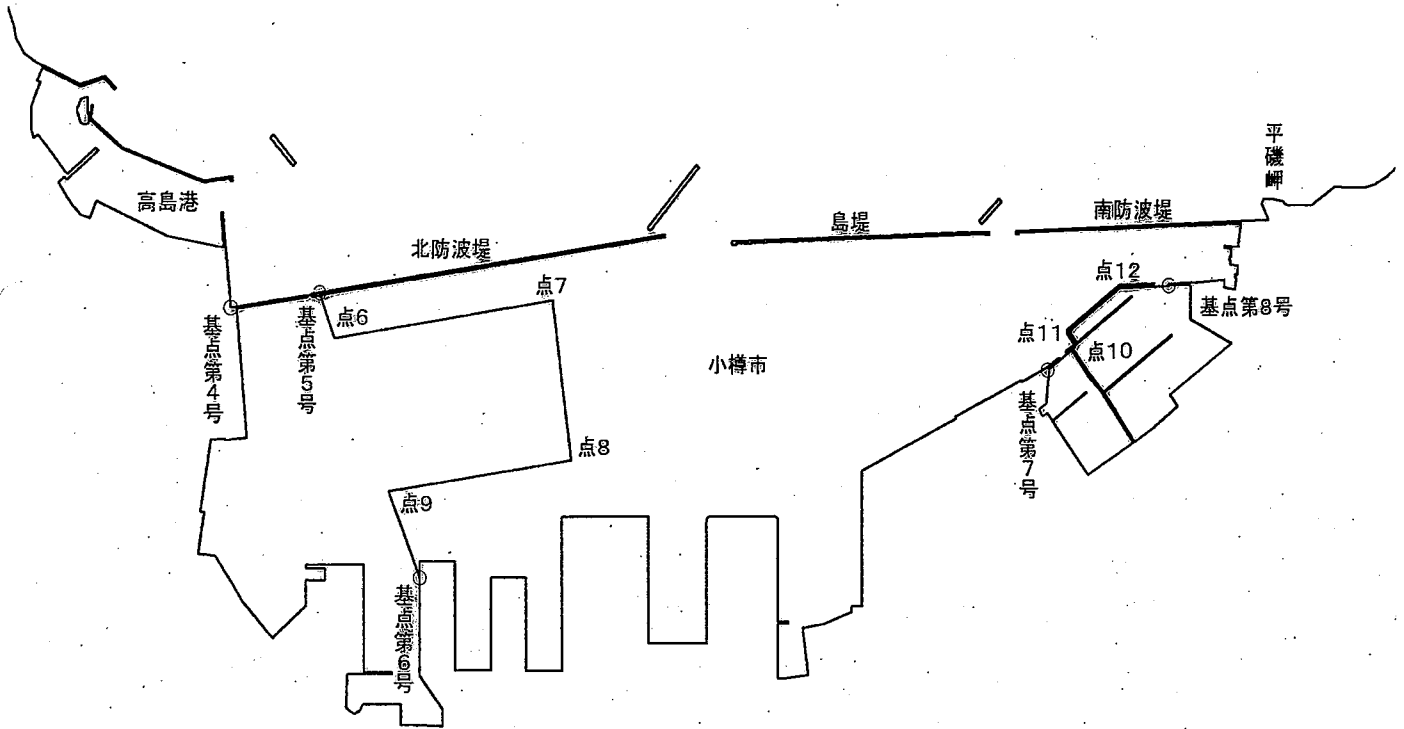 平磯岬
高島港
北防波堤
島堤
南防波堤
点12
点7
基点第8号
基点第4号
基点第5号
点6
点11
点10
小樽市
基点第7号
点8
点9
基点第6号